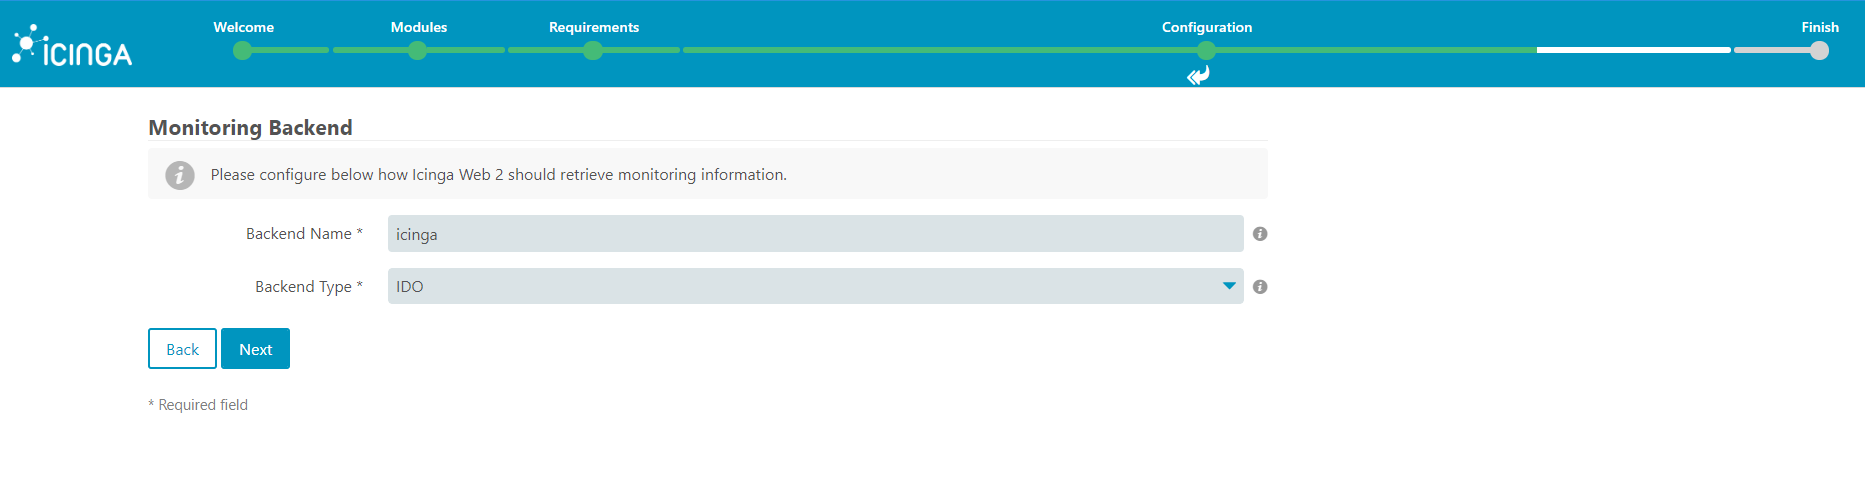 Welcome Modules Requirements Configuration Finish
ICINGA
Monitoring Backend
Please configure below how Icinga Web 2 should retrieve monitoring information.
Backend Name * icinga
Backend Type * IDO
Back Next
* Required field